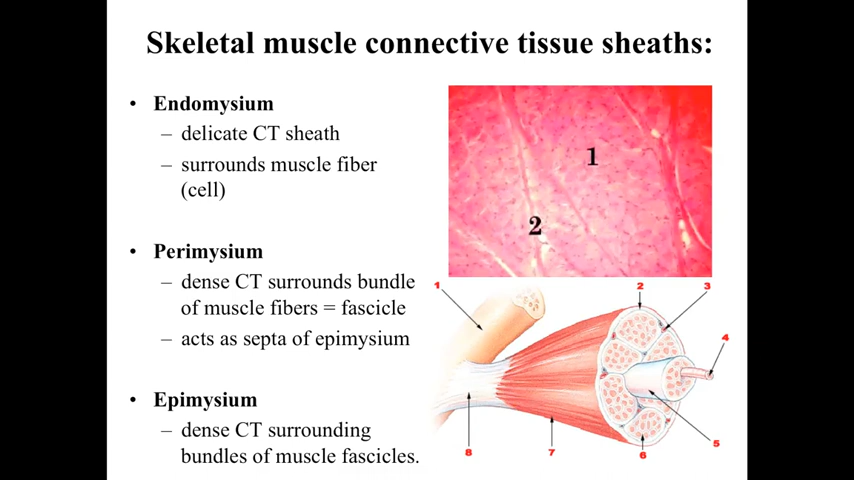 Skeletal muscle connective tissue sheaths:
• Endomysium
– delicate CT sheath
– surrounds muscle fiber
(cell)
• Perimysium
– dense CT surrounds bundle
of muscle fibers = fascicle
– acts as septa of epimysium
• Epimysium
– dense CT surrounding
bundles of muscle fascicles.
1
2
1 2 3
4
5
8 7 6